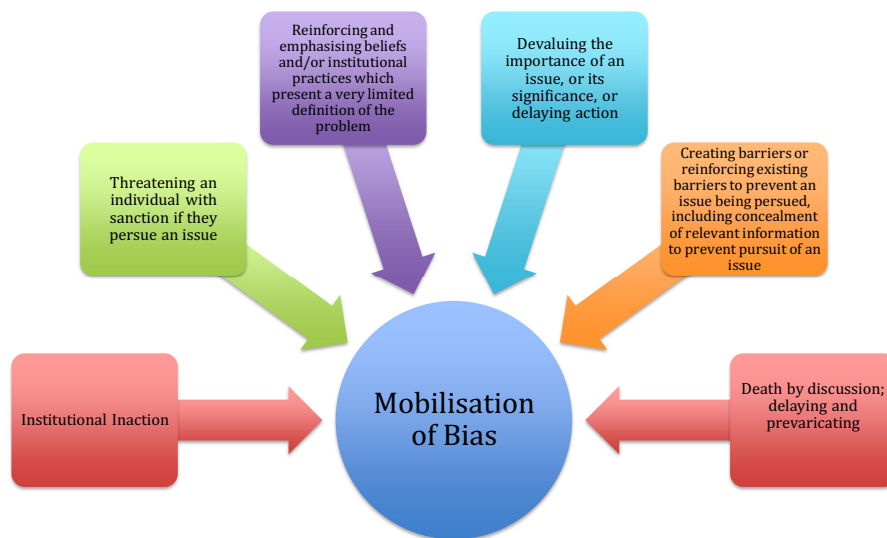 Institutional Inaction
Threatening an
individual with
sanction if they
persue an issue
Reinforcing and
emphasising beliefs
and/or institutional
practices which
present a very limited
definition of the
problem
Devaluing the
importance of an
issue, or its
significance, or
delaying action
Creating barriers or
reinforcing existing
barriers to prevent an
issue being persued,
including concealment
of relevant information
to prevent pursuit of an
issue
Death by discussion;
delaying and
prevaricating
Mobilisation
of Bias